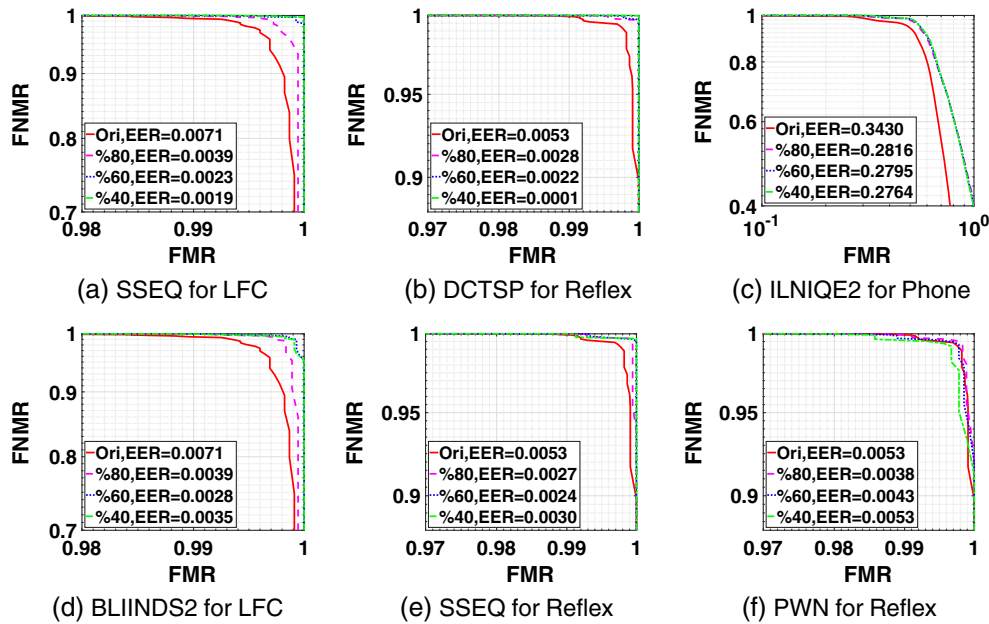 1
0.9
0.8
0.7
FNMR
Ori,EER=0.0071
%80,EER=0.0039
%60,EER=0.0023
%40,EER=0.0019
0.98
0.99
1
FMR
(a) SSEQ for LFC
1
0.95
0.9
FNMR
Ori,EER=0.0053
%80,EER=0.0028
%60,EER=0.0022
%40,EER=0.0001
0.97
0.98
0.99
1
FMR
(b) DCTSP for Reflex
1
0.8
0.6
0.4
FNMR
Ori,EER=0.3430
%80,EER=0.2816
%60,EER=0.2795
%40,EER=0.2764
10^-1
10^0
FMR
(c) ILNIQE2 for Phone
1
0.9
0.8
0.7
FNMR
Ori,EER=0.0071
%80,EER=0.0039
%60,EER=0.0028
%40,EER=0.0035
0.98
0.99
1
FMR
(d) BLIINDS2 for LFC
1
0.95
0.9
FNMR
Ori,EER=0.0053
%80,EER=0.0027
%60,EER=0.0024
%40,EER=0.0030
0.97
0.98
0.99
1
FMR
(e) SSEQ for Reflex
1
0.95
0.9
FNMR
Ori,EER=0.0053
%80,EER=0.0038
%60,EER=0.0043
%40,EER=0.0053
0.97
0.98
0.99
1
FMR
(f) PWN for Reflex